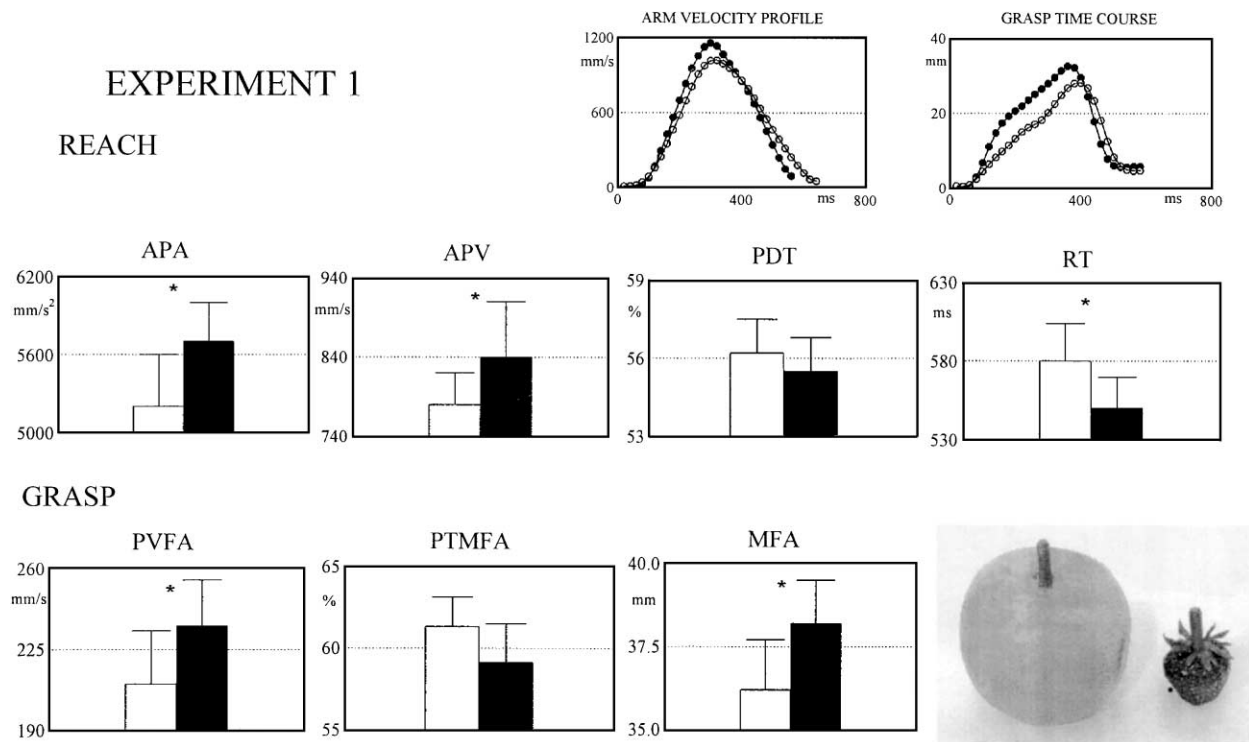 EXPERIMENT 1
REACH
ARM VELOCITY PROFILE
1200
mm/s
600
0
0
400
ms
800
GRASP TIME COURSE
40
mm
20
0
0
400
ms
800
APA
6200
mm/s²
5600
5000
*
APV
940
mm/s
840
740
*
PDT
59
%
56
53
RT
630
ms
580
530
*
GRASP
PVFA
260
mm/s
225
190
*
PTMFA
65
%
60
55
MFA
40.0
mm
37.5
35.0
*